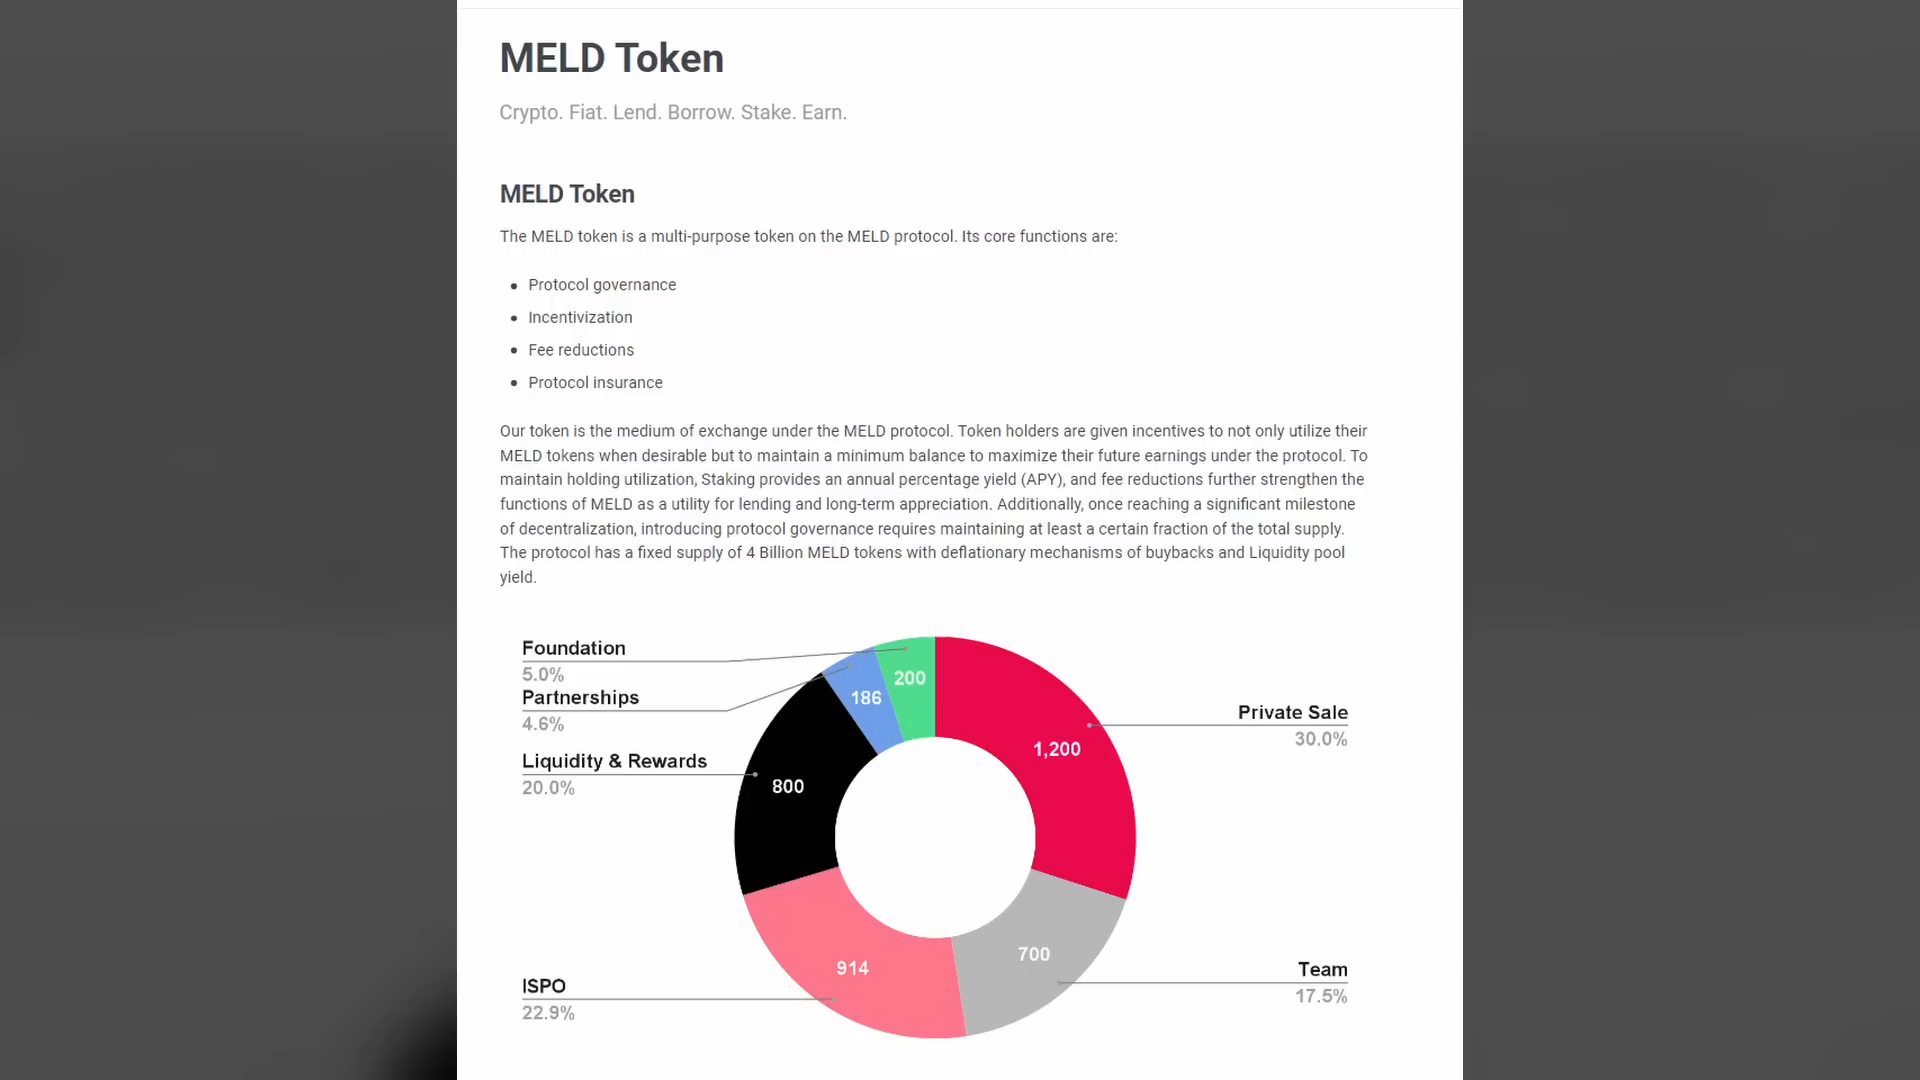 MELD Token
Crypto. Fiat. Lend. Borrow. Stake. Earn.
MELD Token
The MELD token is a multi-purpose token on the MELD protocol. Its core functions are:
Protocol governance
Incentivization
Fee reductions
Protocol insurance
Our token is the medium of exchange under the MELD protocol. Token holders are given incentives to not only utilize their
MELD tokens when desirable but to maintain a minimum balance to maximize their future earnings under the protocol. To
maintain holding utilization, Staking provides an annual percentage yield (APY), and fee reductions further strengthen the
functions of MELD as a utility for lending and long-term appreciation. Additionally, once reaching a significant milestone
of decentralization, introducing protocol governance requires maintaining at least a certain fraction of the total supply.
The protocol has a fixed supply of 4 Billion MELD tokens with deflationary mechanisms of buybacks and Liquidity pool
yield.
Foundation
5.0%
Partnerships
4.6%
Liquidity & Rewards
20.0%
ISPO
22.9%
200
186
800
914
1,200
700
Private Sale
30.0%
Team
17.5%